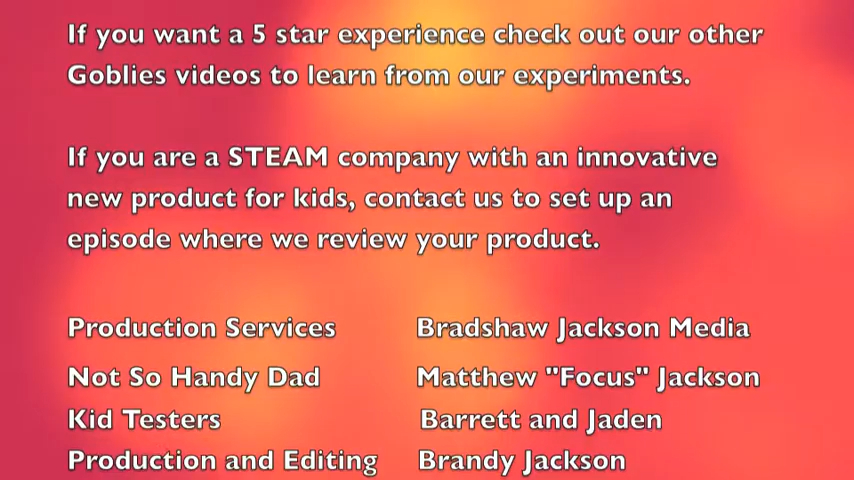 If you want a 5 star experience check out our other
Goblies videos to learn from our experiments.
If you are a STEAM company with an innovative
new product for kids, contact us to set up an
episode where we review your product.
Production Services Bradshaw Jackson Media
Not So Handy Dad Matthew "Focus" Jackson
Kid Testers Barrett and Jaden
Production and Editing Brandy Jackson